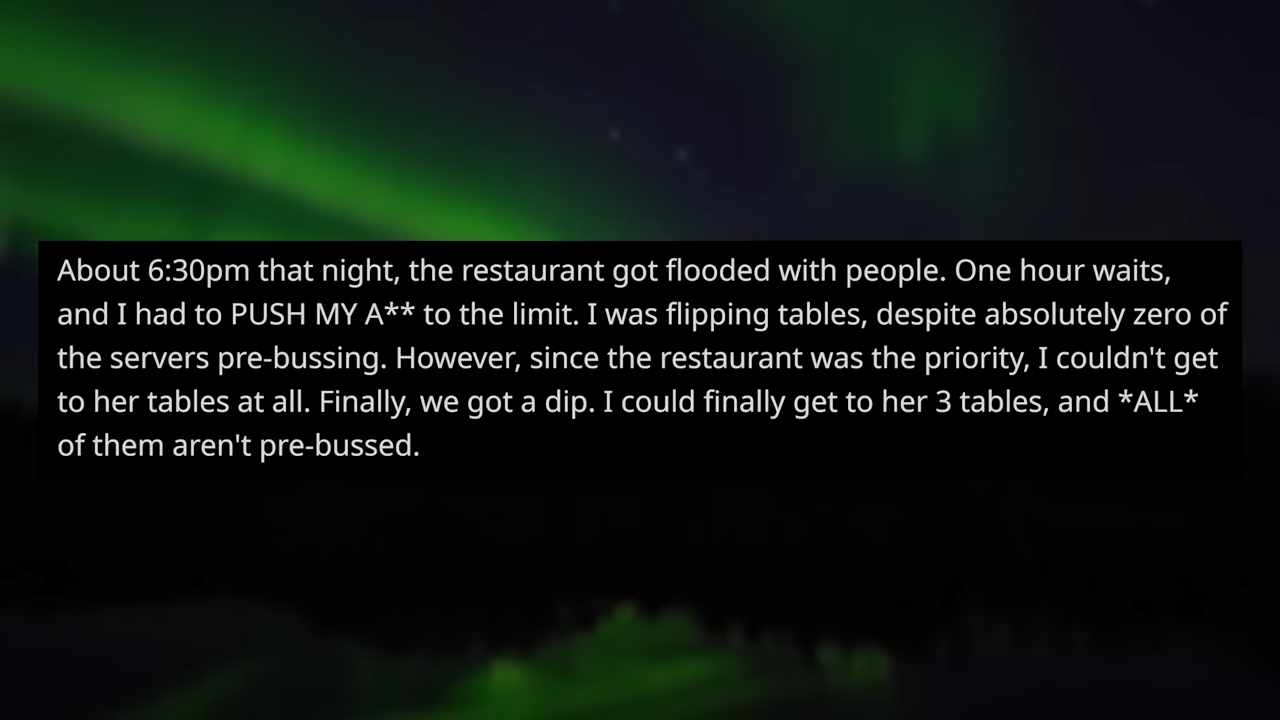 About 6:30pm that night, the restaurant got flooded with people. One hour waits,
and I had to PUSH MY A** to the limit. I was flipping tables, despite absolutely zero of
the servers pre-bussing. However, since the restaurant was the priority, I couldn't get
to her tables at all. Finally, we got a dip. I could finally get to her 3 tables, and *ALL*
of them aren't pre-bussed.